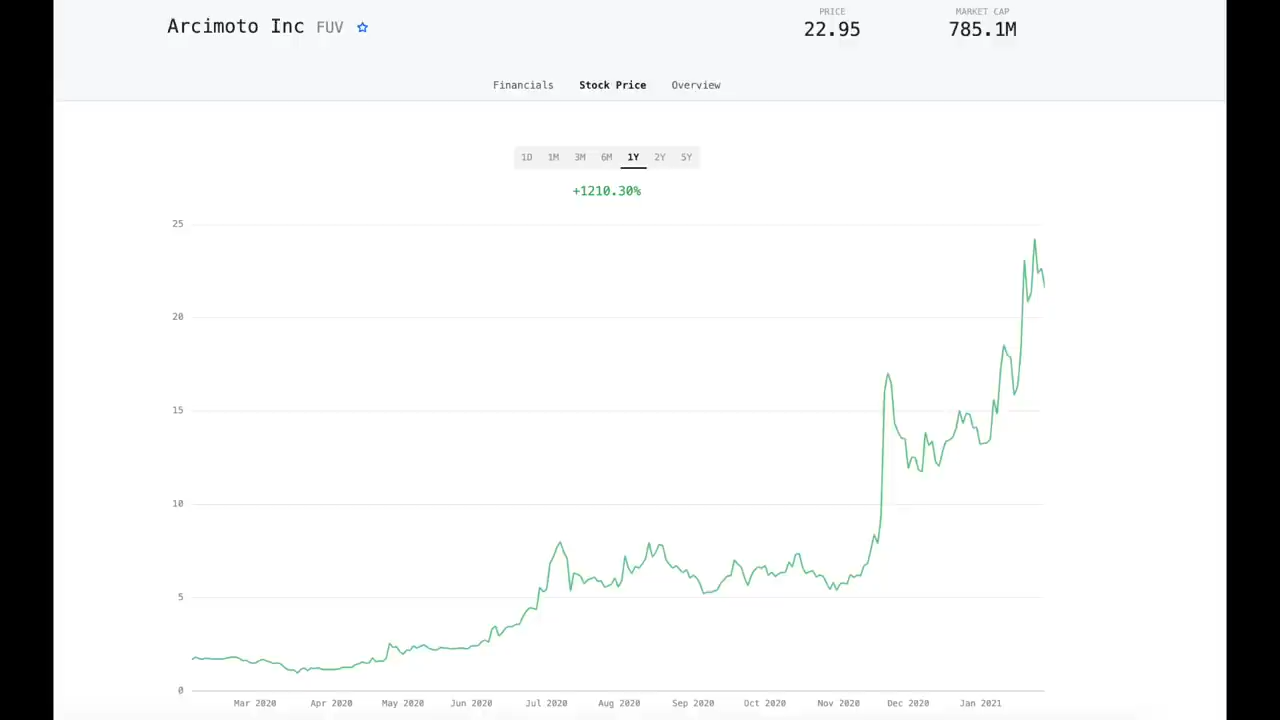 Arcimoto Inc FUV
PRICE
22.95
MARKET CAP
785.1M
Financials Stock Price Overview
1D 1M 3M 6M 1Y 2Y 5Y
+1210.30%
25
20
15
10
5
0
Mar 2020 Apr 2020 May 2020 Jun 2020 Jul 2020 Aug 2020 Sep 2020 Oct 2020 Nov 2020 Dec 2020 Jan 2021